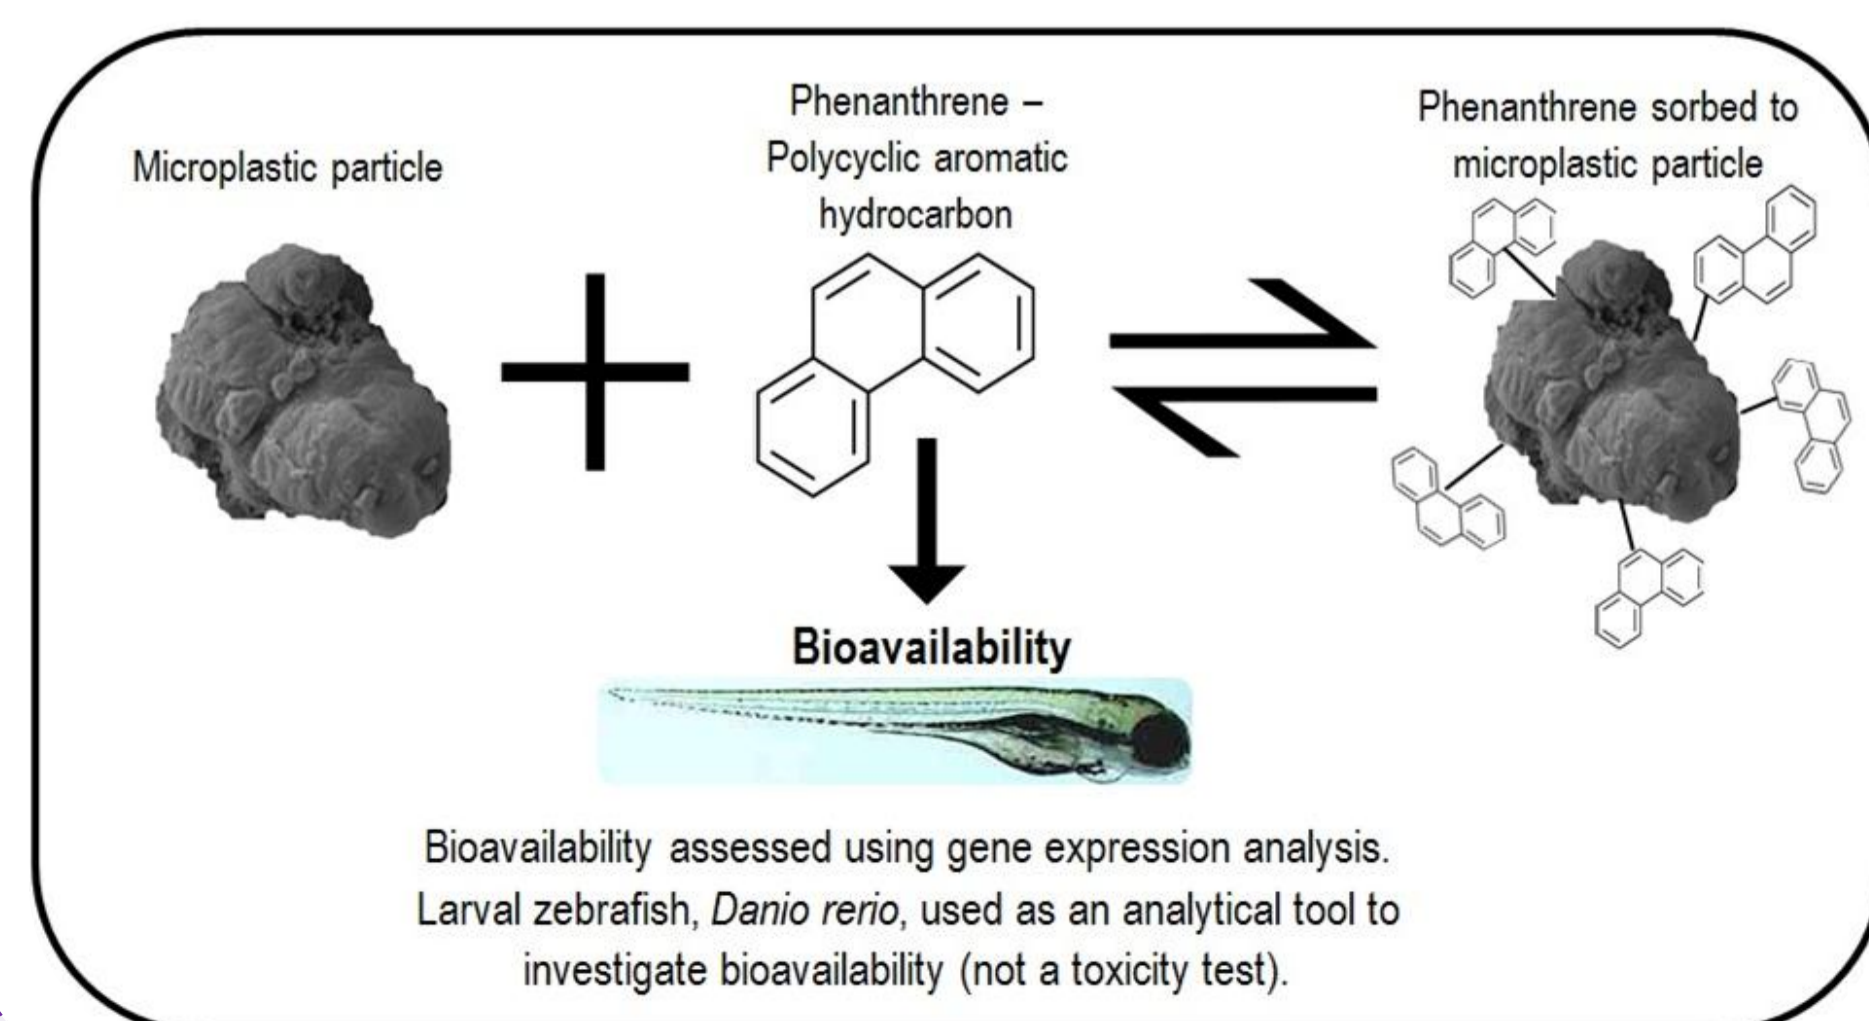 Microplastic particle
Phenanthrene –
Polycyclic aromatic
hydrocarbon
Phenanthrene sorbed to
microplastic particle
Bioavailability
Bioavailability assessed using gene expression analysis.
Larval zebrafish, Danio rerio, used as an analytical tool to
investigate bioavailability (not a toxicity test).